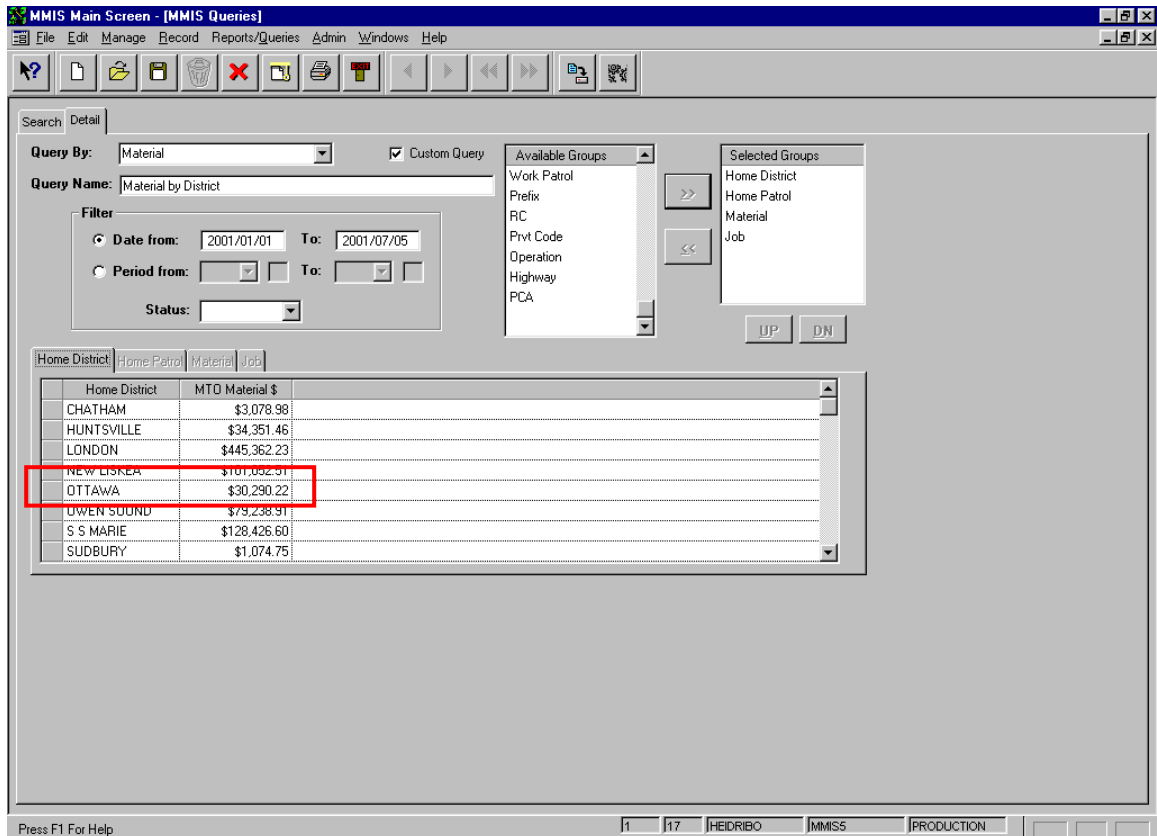 MMIS Main Screen - [MMIS Queries]
File Edit Manage Record Reports/Queries Admin Windows Help
Search Detail
Query By: Material Custom Query
Query Name: Material by District
Filter
Date from: 2001/01/01 To: 2001/07/05
Period from: To:
Status:
Available Groups
Work Patrol
Prefix
RC
Prvt Code
Operation
Highway
PCA
>>
<<
Selected Groups
Home District
Home Patrol
Material
Job
UP DN
Home District Home Patrol Material Job
Home District MTO Material $
CHATHAM $3,078.98
HUNTSVILLE $34,351.46
LONDON $445,362.23
NEW LISKEA $101,052.51
OTTAWA $30,290.22
OWEN SOUND $79,238.91
S S MARIE $128,426.60
SUDBURY $1,074.75
Press F1 For Help 1 17 HEIDRIBO MMIS5 PRODUCTION